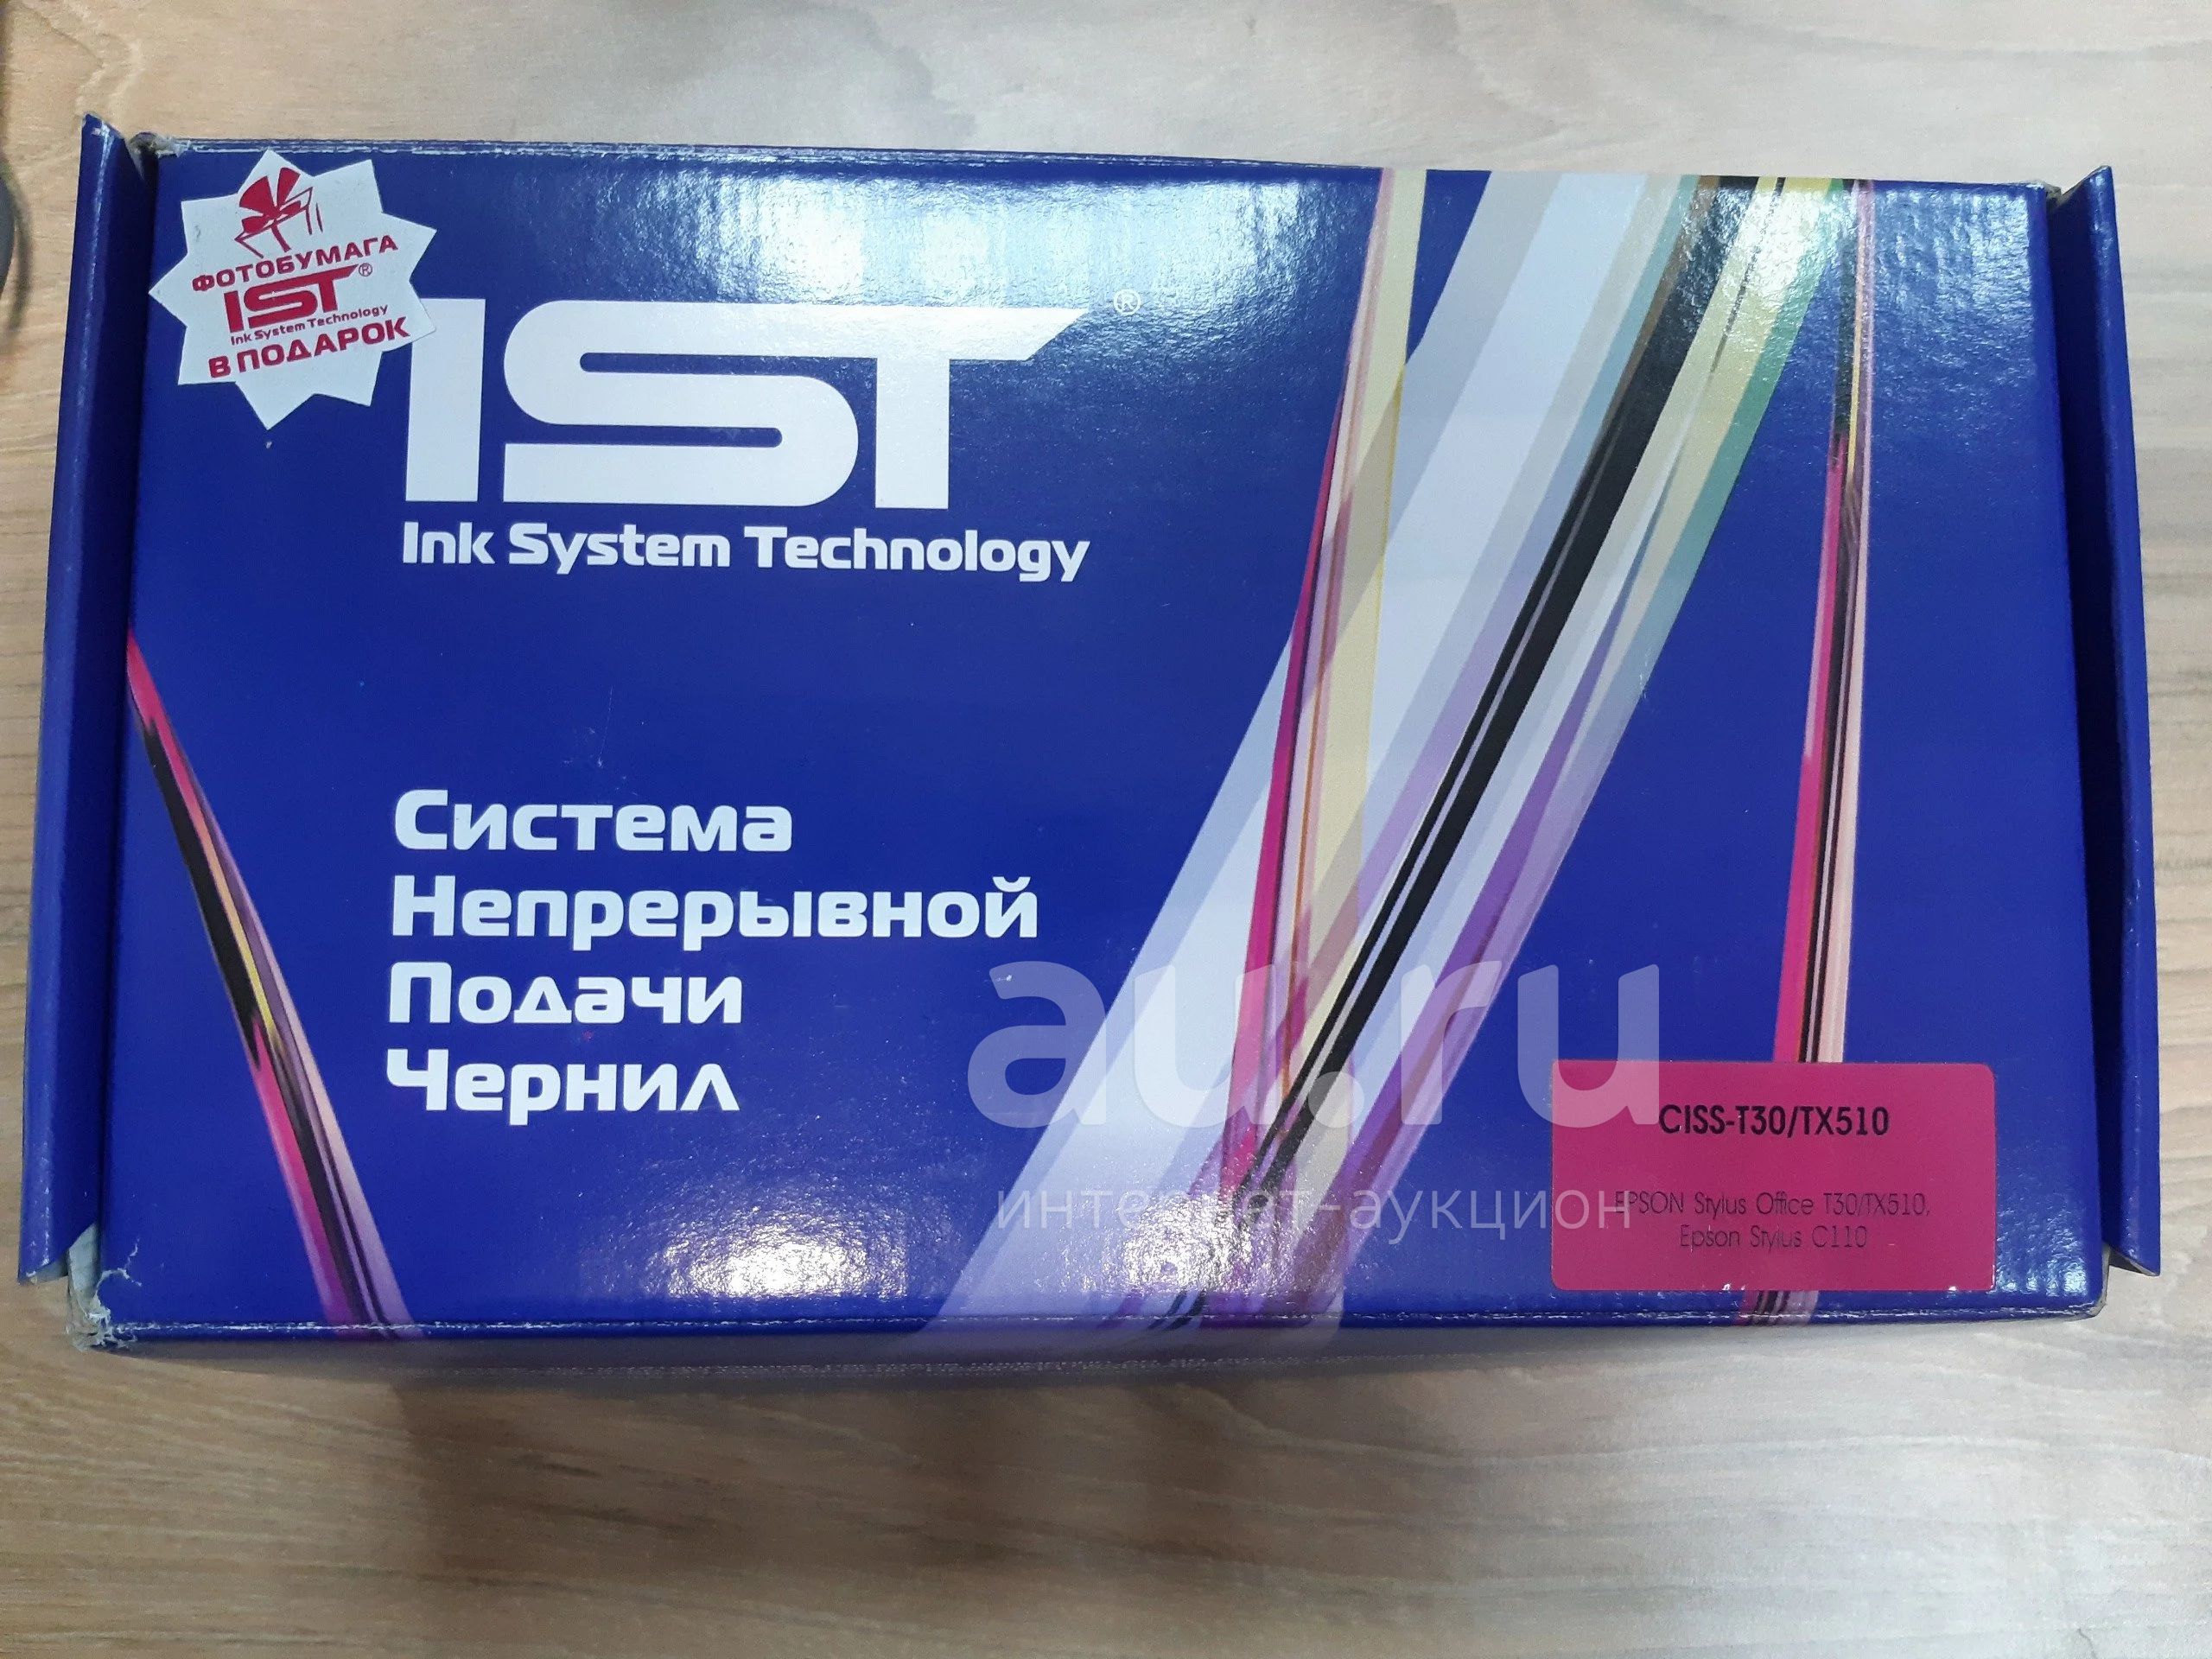 ФОТОБУМАГА
IST®
Ink System Technology
В ПОДАРОК
IST®
Ink System Technology
Система
Непрерывной
Подачи
Чернил
au.ru
интернет-аукцион
CISS-T30/TX510
EPSON Stylus Office T30/TX510,
Epson Stylus C110